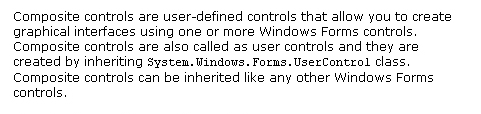 Composite controls are user-defined controls that allow you to create
graphical interfaces using one or more Windows Forms controls.
Composite controls are also called as user controls and they are
created by inheriting System.Windows.Forms.UserControl class.
Composite controls can be inherited like any other Windows Forms
controls.